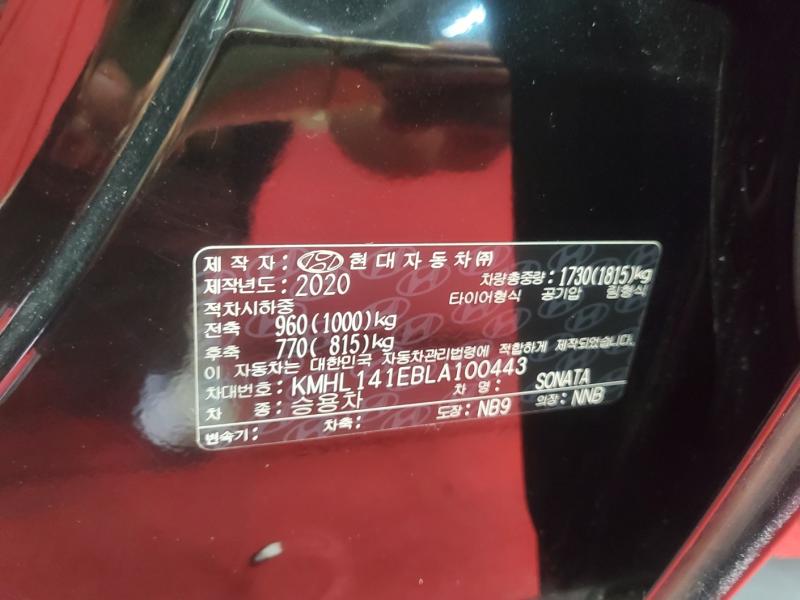 제 작 자: 현대자동차㈜
제작년도: 2020 차량총중량: 1730(1815)kg
적차시하중 타이어형식 공기압 림형식
전축 960(1000)kg
후축 770( 815)kg
이 자동차는 대한민국 자동차관리법령에 적합하게 제작되었습니다.
차대번호: KMHL141EBLA100443 차 명: SONATA
차 종: 승용차 도장: NB9 의장: NNB
변속기: 차축: